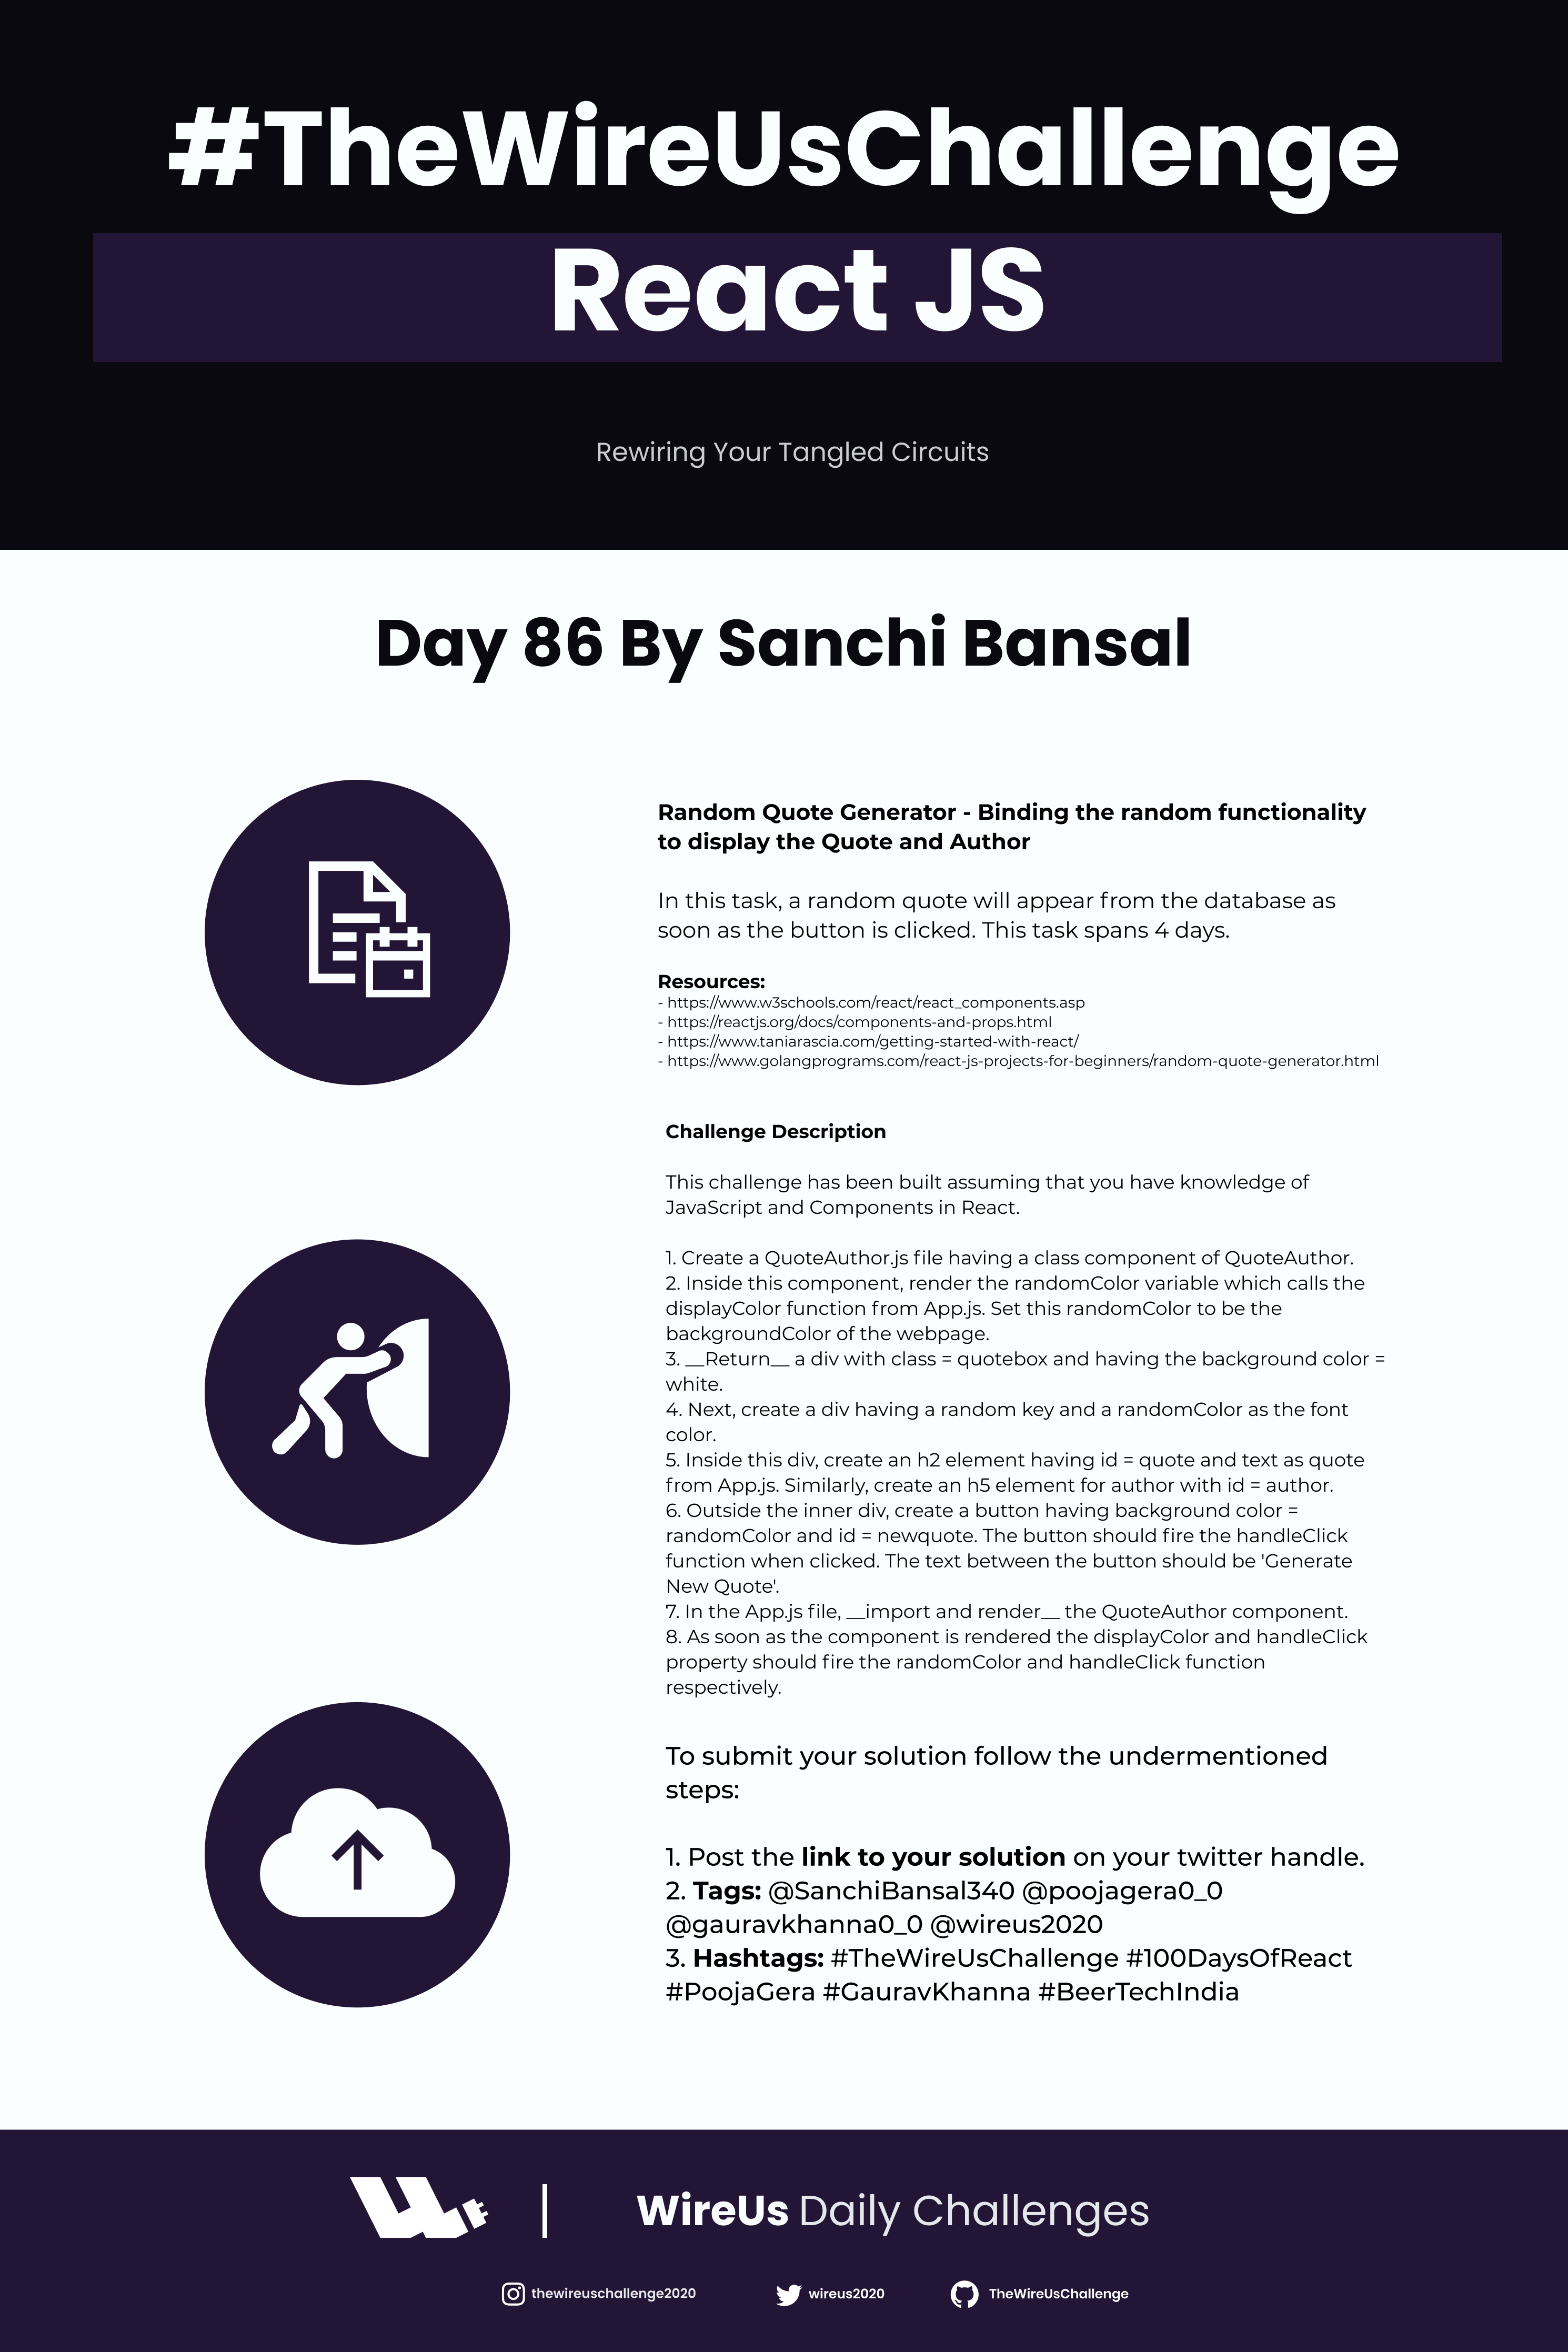 #TheWireUsChallenge
React JS
Rewiring Your Tangled Circuits
Day 86 By Sanchi Bansal
Random Quote Generator - Binding the random functionality
to display the Quote and Author
In this task, a random quote will appear from the database as
soon as the button is clicked. This task spans 4 days.
Resources:
- https://www.w3schools.com/react/react_components.asp
- https://reactjs.org/docs/components-and-props.html
- https://www.taniarascia.com/getting-started-with-react/
- https://www.golangprograms.com/react-js-projects-for-beginners/random-quote-generator.html
Challenge Description
This challenge has been built assuming that you have knowledge of
JavaScript and Components in React.
1. Create a QuoteAuthor.js file having a class component of QuoteAuthor.
2. Inside this component, render the randomColor variable which calls the
displayColor function from App.js. Set this randomColor to be the
backgroundColor of the webpage.
3. __Return__ a div with class = quotebox and having the background color =
white.
4. Next, create a div having a random key and a randomColor as the font
color.
5. Inside this div, create an h2 element having id = quote and text as quote
from App.js. Similarly, create an h5 element for author with id = author.
6. Outside the inner div, create a button having background color =
randomColor and id = newquote. The button should fire the handleClick
function when clicked. The text between the button should be 'Generate
New Quote'.
7. In the App.js file, __import and render__ the QuoteAuthor component.
8. As soon as the component is rendered the displayColor and handleClick
property should fire the randomColor and handleClick function
respectively.
To submit your solution follow the undermentioned
steps:
1. Post the link to your solution on your twitter handle.
2. Tags: @SanchiBansal340 @poojagera0_0
@gauravkhanna0_0 @wireus2020
3. Hashtags: #TheWireUsChallenge #100DaysOfReact
#PoojaGera #GauravKhanna #BeerTechIndia
WireUs Daily Challenges
thewireuschallenge2020
wireus2020
TheWireUsChallenge